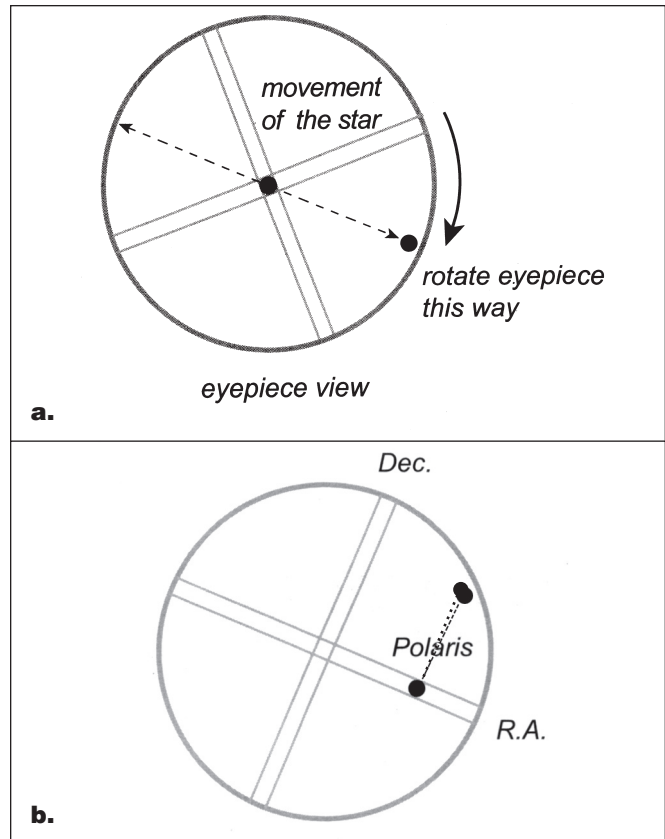 movement
of the star
rotate eyepiece
this way
eyepiece view
a.
Dec.
Polaris
R.A.
b.